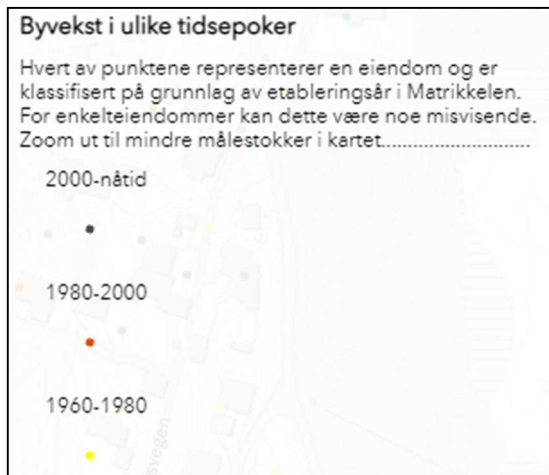 Byvekst i ulike tidsepoker
Hvert av punktene representerer en eiendom og er
klassifisert på grunnlag av etableringsår i Matrikkelen.
For enkelteiendommer kan dette være noe misvisende.
Zoom ut til mindre målestokker i kartet..............................
2000-nåtid
1980-2000
1960-1980